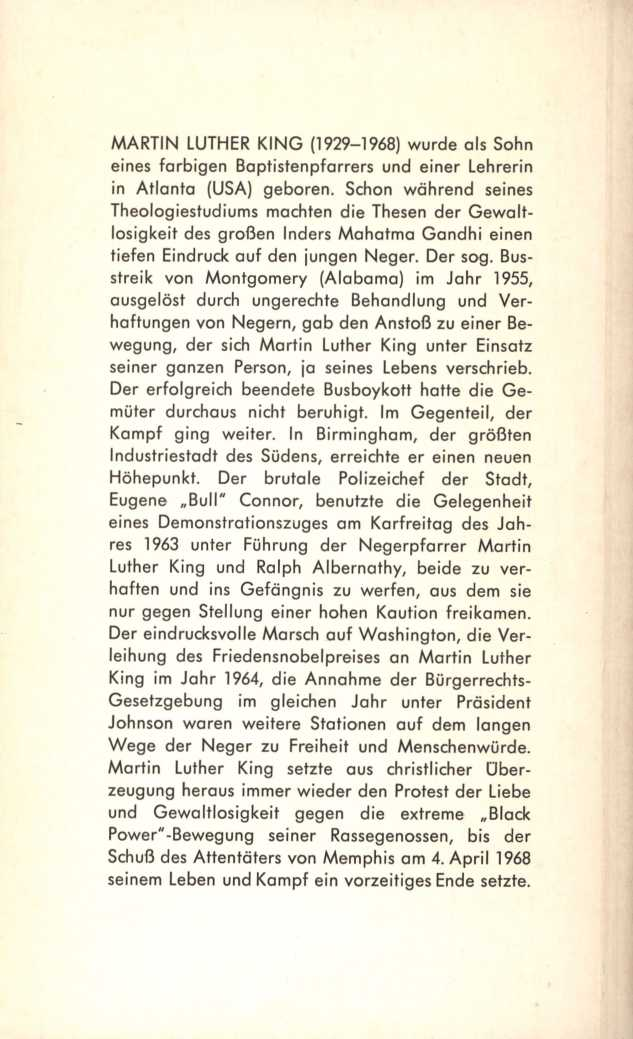 MARTIN LUTHER KING (1929–1968) wurde als Sohn
eines farbigen Baptistenpfarrers und einer Lehrerin
in Atlanta (USA) geboren. Schon während seines
Theologiestudiums machten die Thesen der Gewalt-
losigkeit des großen Inders Mahatma Gandhi einen
tiefen Eindruck auf den jungen Neger. Der sog. Bus-
streik von Montgomery (Alabama) im Jahr 1955,
ausgelöst durch ungerechte Behandlung und Ver-
haftungen von Negern, gab den Anstoß zu einer Be-
wegung, der sich Martin Luther King unter Einsatz
seiner ganzen Person, ja seines Lebens verschrieb.
Der erfolgreich beendete Busboykott hatte die Ge-
müter durchaus nicht beruhigt. Im Gegenteil, der
Kampf ging weiter. In Birmingham, der größten
Industriestadt des Südens, erreichte er einen neuen
Höhepunkt. Der brutale Polizeichef der Stadt,
Eugene „Bull" Connor, benutzte die Gelegenheit
eines Demonstrationszuges am Karfreitag des Jah-
res 1963 unter Führung der Negerpfarrer Martin
Luther King und Ralph Albernathy, beide zu ver-
haften und ins Gefängnis zu werfen, aus dem sie
nur gegen Stellung einer hohen Kaution freikamen.
Der eindrucksvolle Marsch auf Washington, die Ver-
leihung des Friedensnobelpreises an Martin Luther
King im Jahr 1964, die Annahme der Bürgerrechts-
Gesetzgebung im gleichen Jahr unter Präsident
Johnson waren weitere Stationen auf dem langen
Wege der Neger zu Freiheit und Menschenwürde.
Martin Luther King setzte aus christlicher Über-
zeugung heraus immer wieder den Protest der Liebe
und Gewaltlosigkeit gegen die extreme „Black
Power"-Bewegung seiner Rassegenossen, bis der
Schuß des Attentäters von Memphis am 4. April 1968
seinem Leben und Kampf ein vorzeitiges Ende setzte.